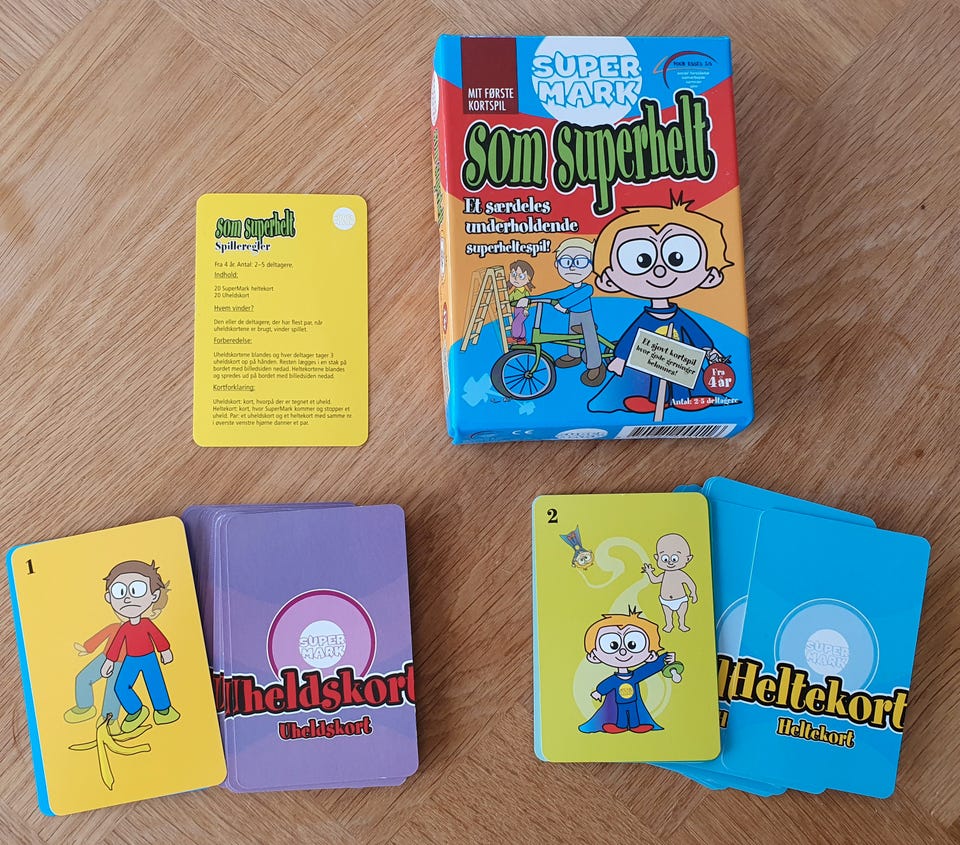 MIT FØRSTE
KORTSPIL
SUPER
MARK
FOUR ESSES I/S
som superhelt
Et særdeles
underholdende
superheltespil!
Et sjovt kortspil
hvor gode gerninger
belønnes!
Fra
4 år
Antal: 2-5 deltagere
CE
som superhelt
Spilleregler
Fra 4 år. Antal: 2-5 deltagere.
Indhold:
20 SuperMark heltekort
20 Uheldskort
Hvem vinder?
Den eller de deltagere, der har flest par, når
uheldskortene er brugt, vinder spillet.
Forberedelse:
Uheldskortene blandes og hver deltager tager 3
uheldskort op på hånden. Resten lægges i en stak på
bordet med billedsiden nedad. Heltekortene blandes
og spredes ud på bordet med billedsiden nedad.
Kortforklaring:
Uheldskort: kort, hvorpå der er tegnet et uheld.
Heltekort: kort, hvor SuperMark kommer og stopper et
uheld. Par: et uheldskort og et heltekort med samme nr.
i øverste venstre hjørne danner et par.
1
SUPER
MARK
Uheldskort
Uheldskort
2
SUPER
MARK
Heltekort
Heltekort